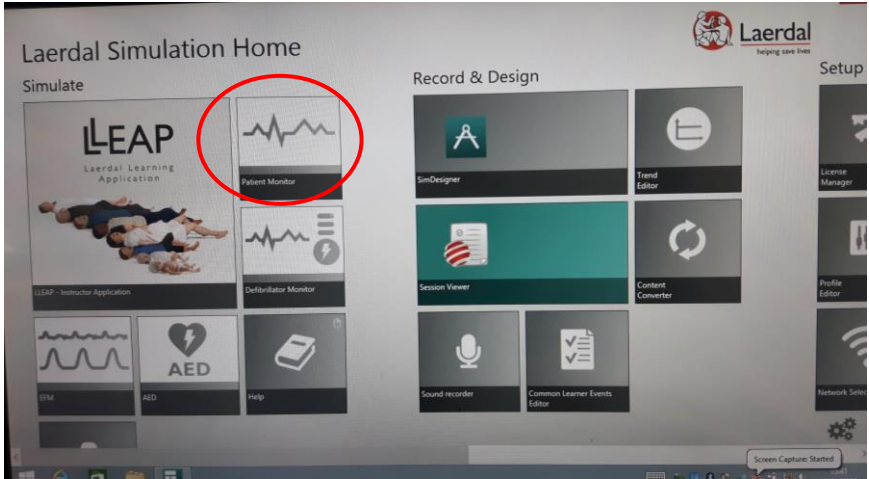 Laerdal Simulation Home
Laerdal
helping save lives
Simulate
LLEAP
Laerdal Learning
Application
LLEAP - Instructor Application
Patient Monitor
Defibrillator Monitor
EFM
AED
AED
Help
Record & Design
SimDesigner
Trend
Editor
Session Viewer
Content
Converter
Sound recorder
Common Learner Events
Editor
Setup
License
Manager
Profile
Editor
Network Selec
Screen Capture: Started